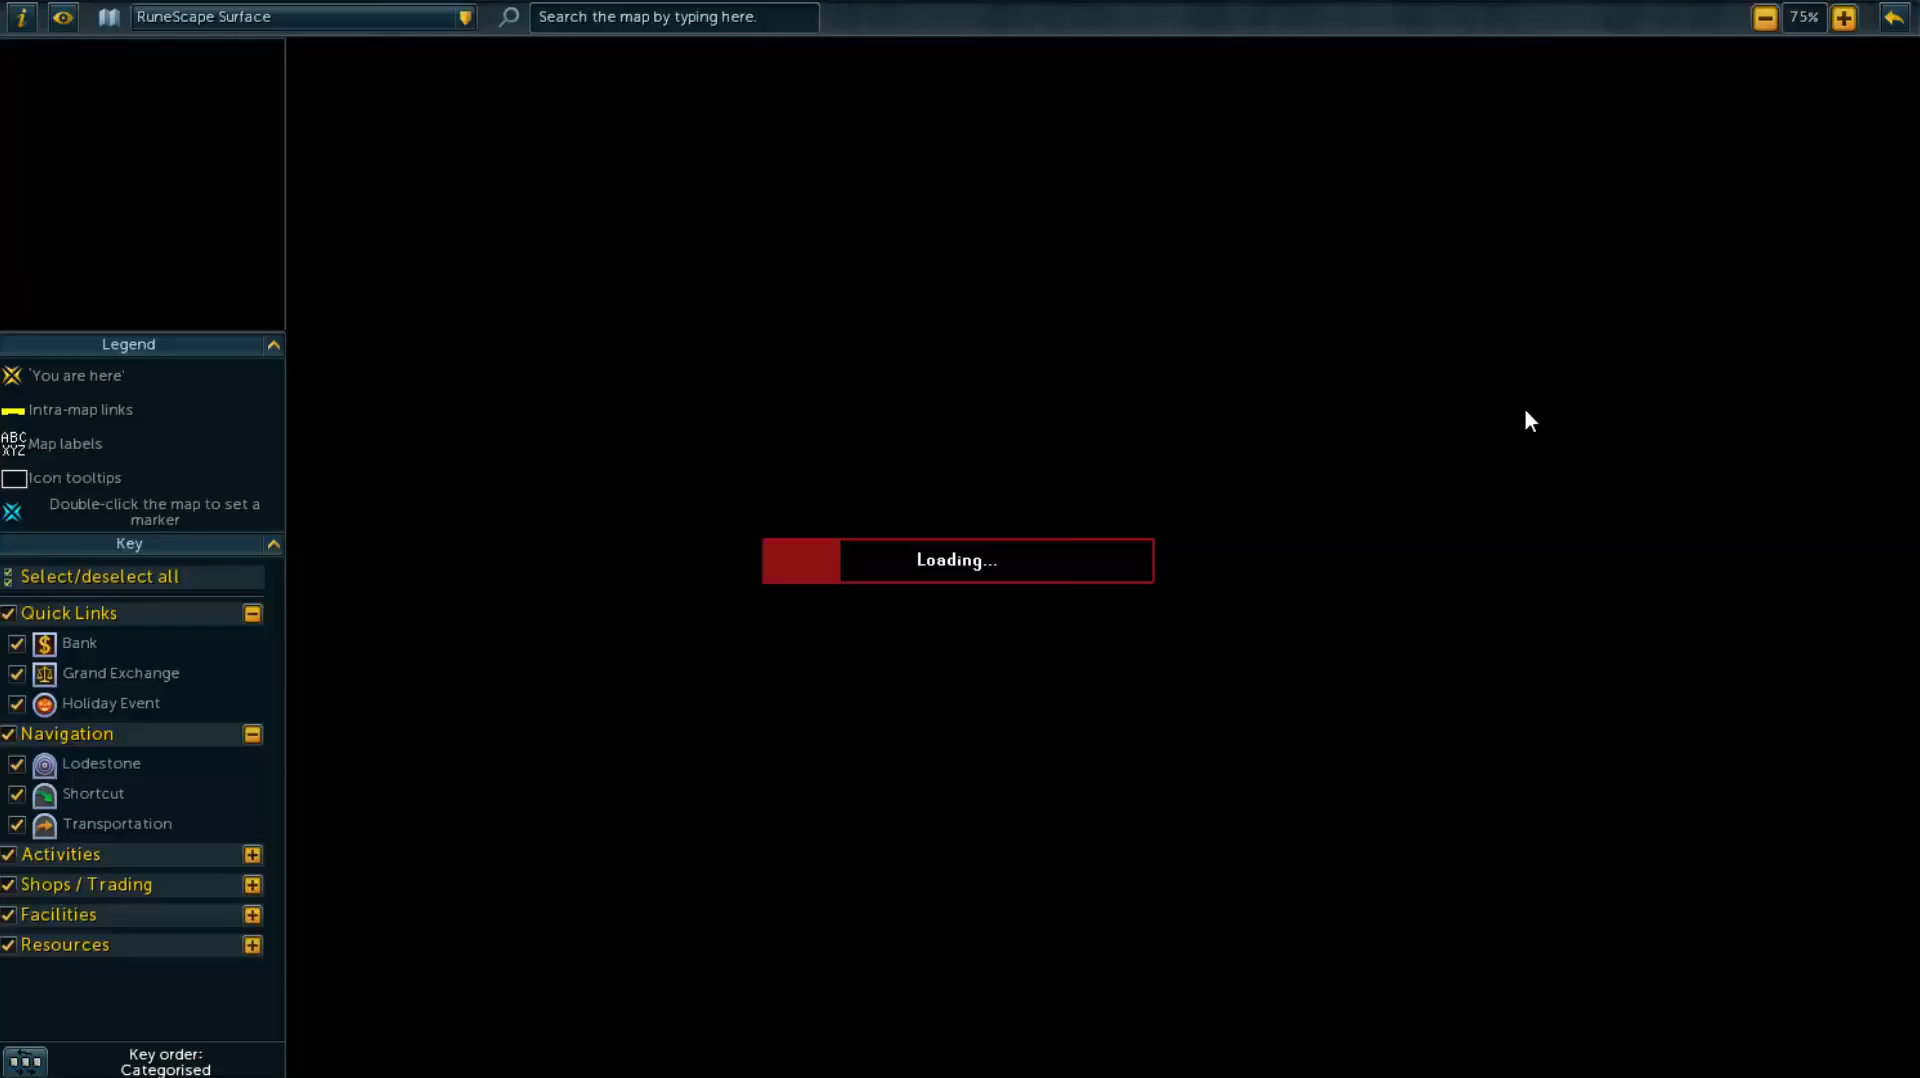 RuneScape Surface
Search the map by typing here.
75%
Legend
'You are here'
Intra-map links
ABC
XYZ
Map labels
Icon tooltips
Double-click the map to set a
marker
Key
Select/deselect all
Quick Links
Bank
Grand Exchange
Holiday Event
Navigation
Lodestone
Shortcut
Transportation
Activities
Shops / Trading
Facilities
Resources
Key order:
Categorised
Loading...